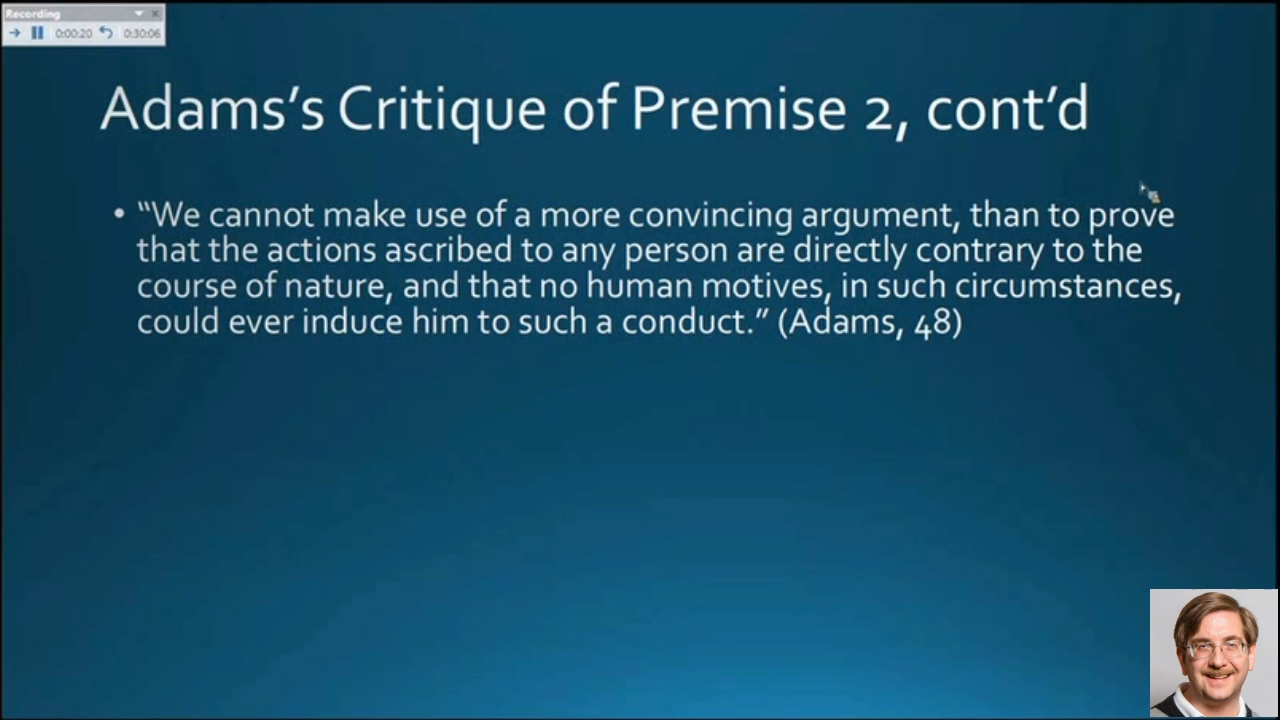 Recording
0:00:20 0:30:06
Adams’s Critique of Premise 2, cont’d
• “We cannot make use of a more convincing argument, than to prove
that the actions ascribed to any person are directly contrary to the
course of nature, and that no human motives, in such circumstances,
could ever induce him to such a conduct.” (Adams, 48)